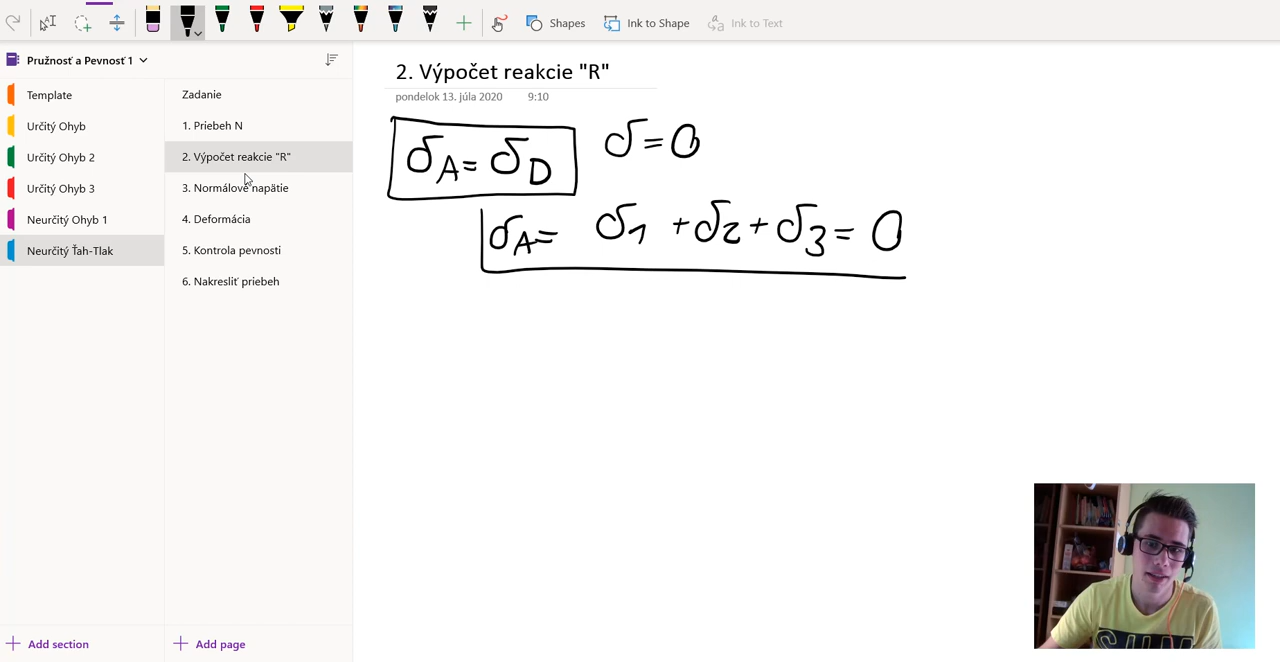 Shapes
Ink to Shape
Ink to Text
Pružnosť a Pevnosť 1
Template
Určitý Ohyb
Určitý Ohyb 2
Určitý Ohyb 3
Neurčitý Ohyb 1
Neurčitý Ťah-Tlak
Add section
Zadanie
1. Priebeh N
2. Výpočet reakcie "R"
3. Normálové napätie
4. Deformácia
5. Kontrola pevnosti
6. Nakresliť priebeh
Add page
2. Výpočet reakcie "R"
pondelok 13. júla 2020 9:10
δA = δD δ = 0
δA = δ1 + δ2 + δ3 = 0